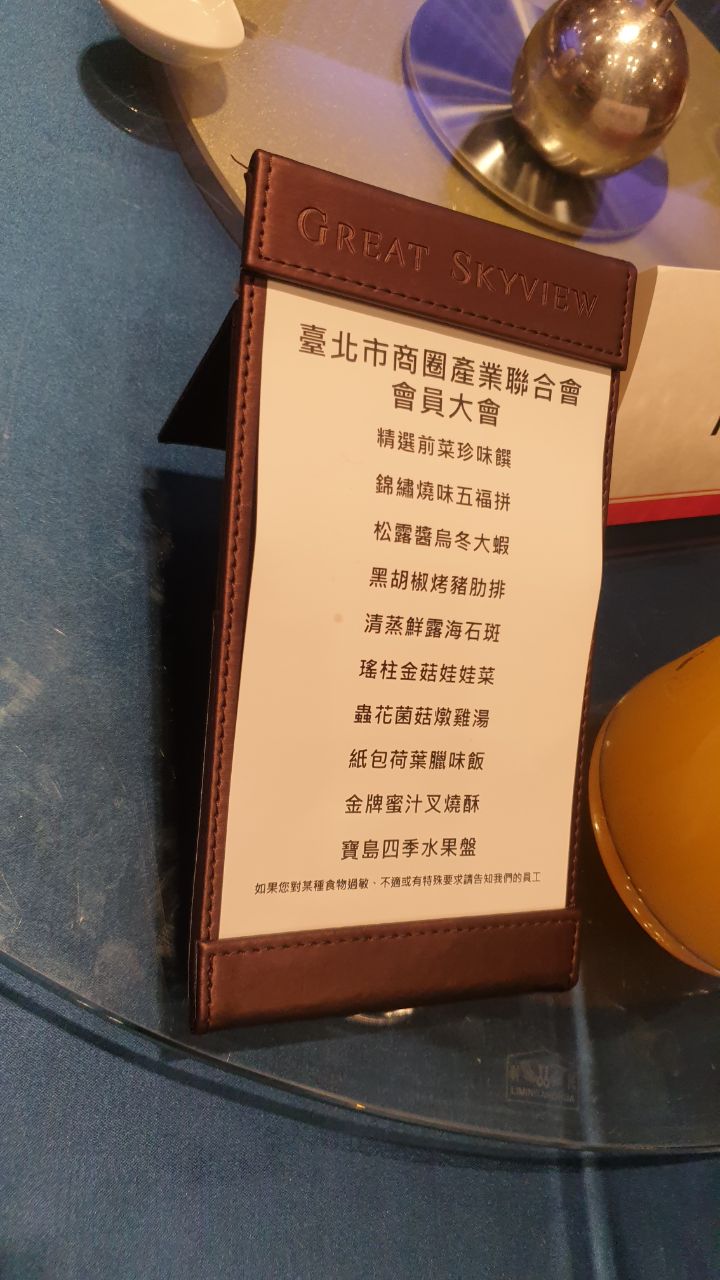 GREAT SKYVIEW
臺北市商圈產業聯合會
會員大會
精選前菜珍味饌
錦繡燒味五福拼
松露醬烏冬大蝦
黑胡椒烤豬肋排
清蒸鮮露海石斑
瑤柱金菇娃娃菜
蟲花菌菇燉雞湯
紙包荷葉臘味飯
金牌蜜汁叉燒酥
寶島四季水果盤
如果您對某種食物過敏、不適或有特殊要求請告知我們的員工